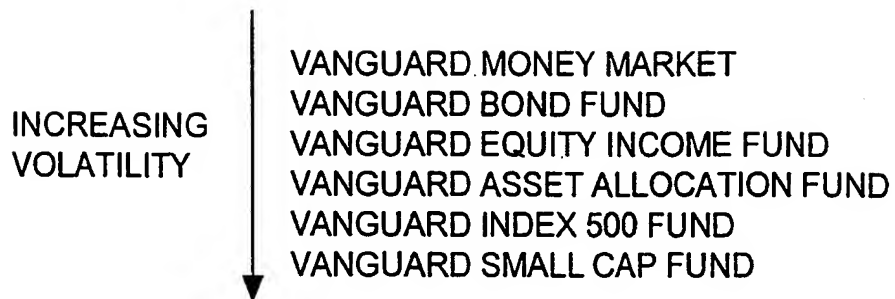 INCREASING
VOLATILITY
VANGUARD MONEY MARKET
VANGUARD BOND FUND
VANGUARD EQUITY INCOME FUND
VANGUARD ASSET ALLOCATION FUND
VANGUARD INDEX 500 FUND
VANGUARD SMALL CAP FUND